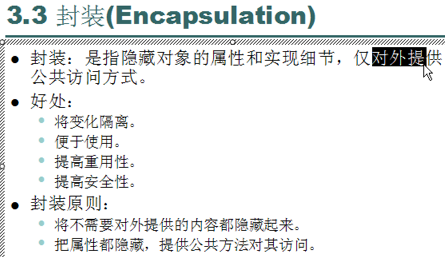 3.3 封装(Encapsulation)
● 封装：是指隐藏对象的属性和实现细节，仅对外提供
公共访问方式。
● 好处：
● 将变化隔离。
● 便于使用。
● 提高重用性。
● 提高安全性。
● 封装原则：
● 将不需要对外提供的内容都隐藏起来。
● 把属性都隐藏，提供公共方法对其访问。